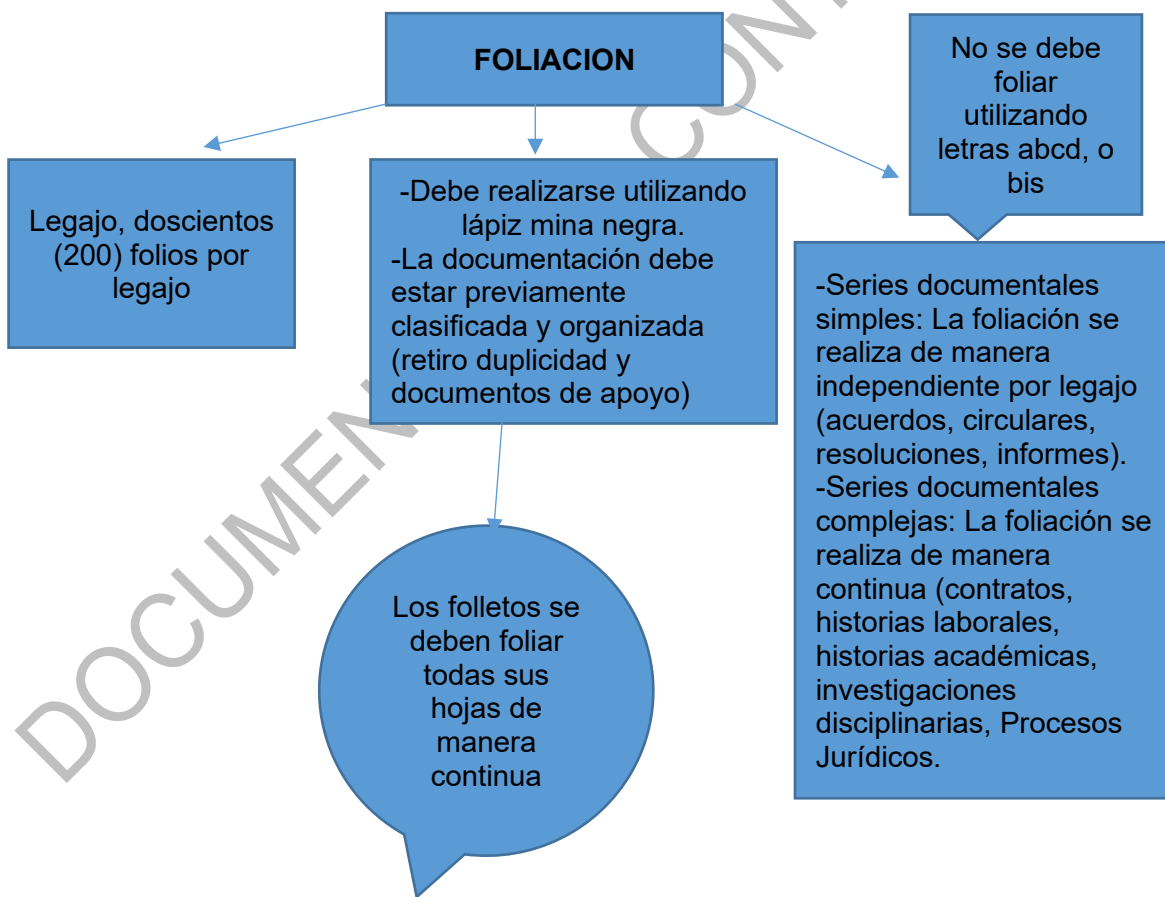 FOLIACION
No se debe
foliar
utilizando
letras abcd, o
bis
Legajo, doscientos
(200) folios por
legajo
-Debe realizarse utilizando
lápiz mina negra.
-La documentación debe
estar previamente
clasificada y organizada
(retiro duplicidad y
documentos de apoyo)
-Series documentales
simples: La foliación se
realiza de manera
independiente por legajo
(acuerdos, circulares,
resoluciones, informes).
-Series documentales
complejas: La foliación se
realiza de manera
continua (contratos,
historias laborales,
historias académicas,
investigaciones
disciplinarias, Procesos
Jurídicos.
Los folletos se
deben foliar
todas sus
hojas de
manera
continua